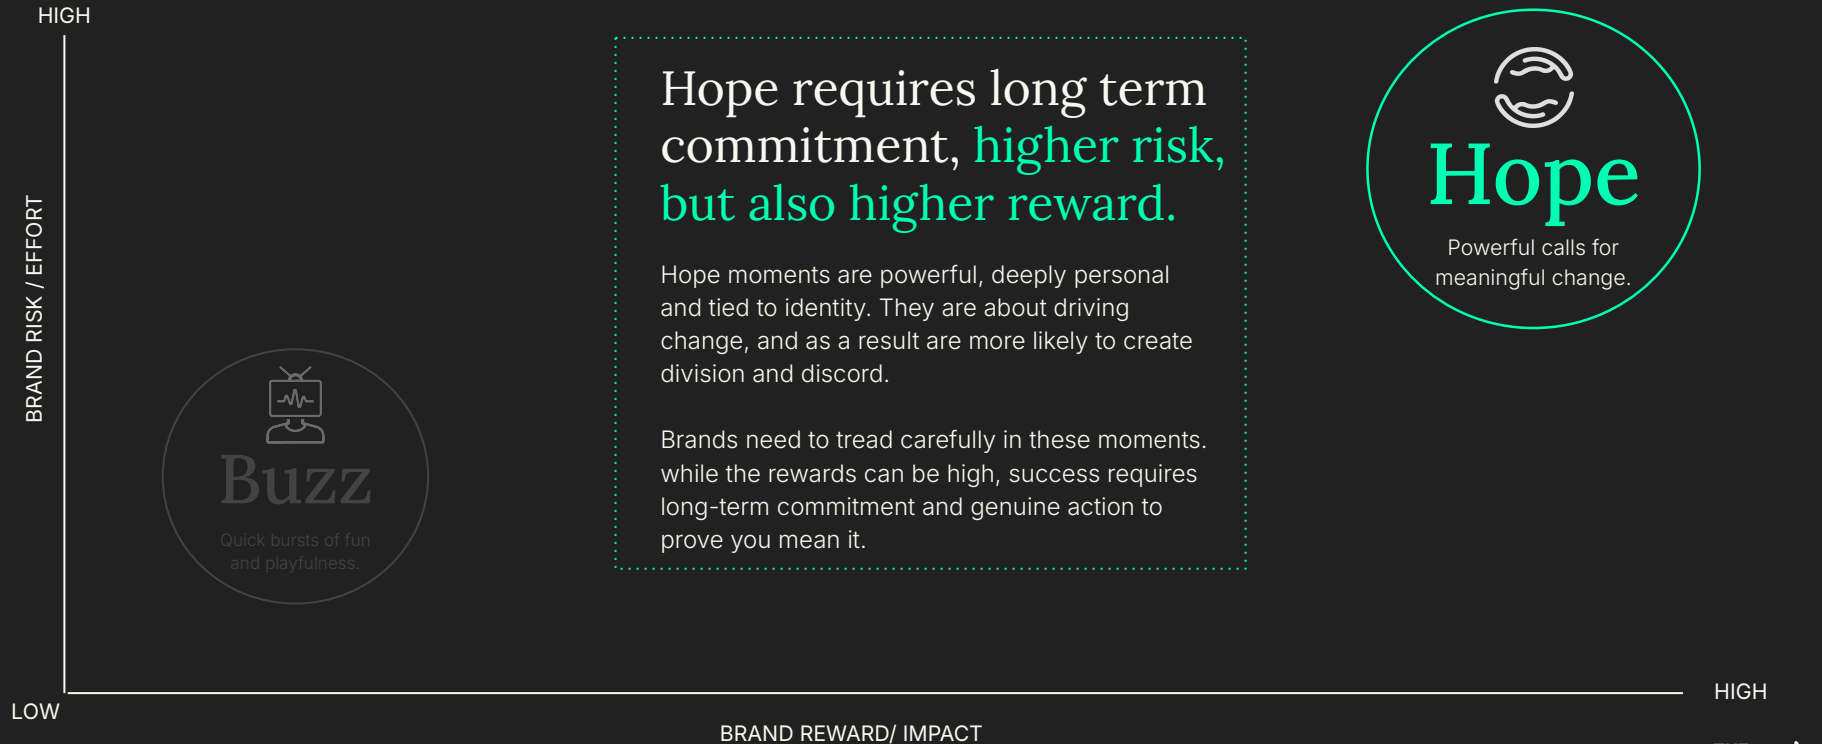 HIGH
BRAND RISK / EFFORT
LOW
Buzz
Quick bursts of fun
and playfulness.
Hope requires long term
commitment, higher risk,
but also higher reward.
Hope moments are powerful, deeply personal
and tied to identity. They are about driving
change, and as a result are more likely to create
division and discord.
Brands need to tread carefully in these moments.
while the rewards can be high, success requires
long-term commitment and genuine action to
prove you mean it.
Hope
Powerful calls for
meaningful change.
HIGH
BRAND REWARD/ IMPACT